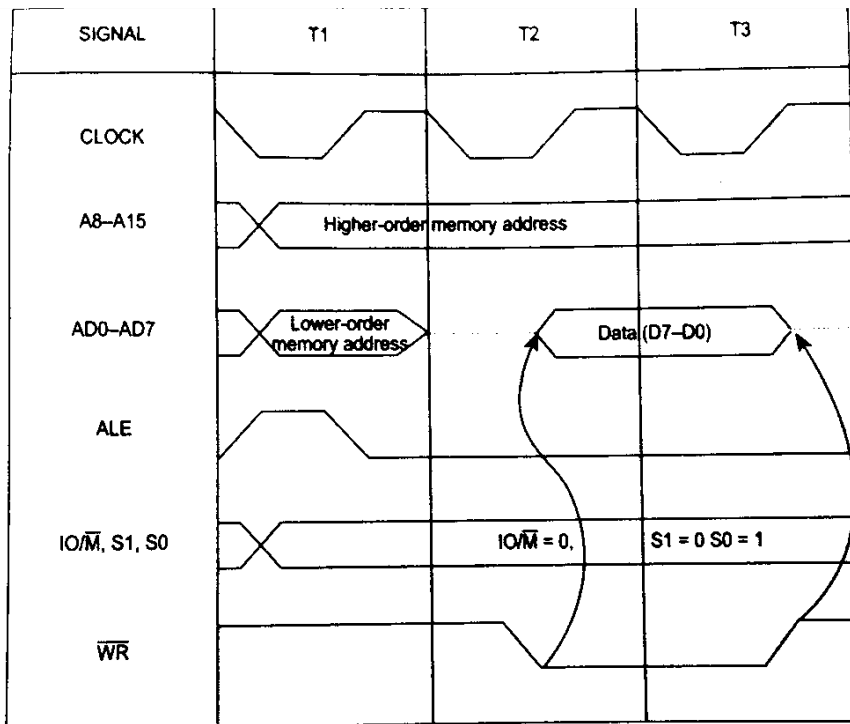 SIGNAL T1 T2 T3
CLOCK
A8–A15 Higher-order memory address
AD0–AD7 Lower-order memory address Data (D7–D0)
ALE
IO/M̅, S1, S0 IO/M̅ = 0, S1 = 0 S0 = 1
W̅R̅